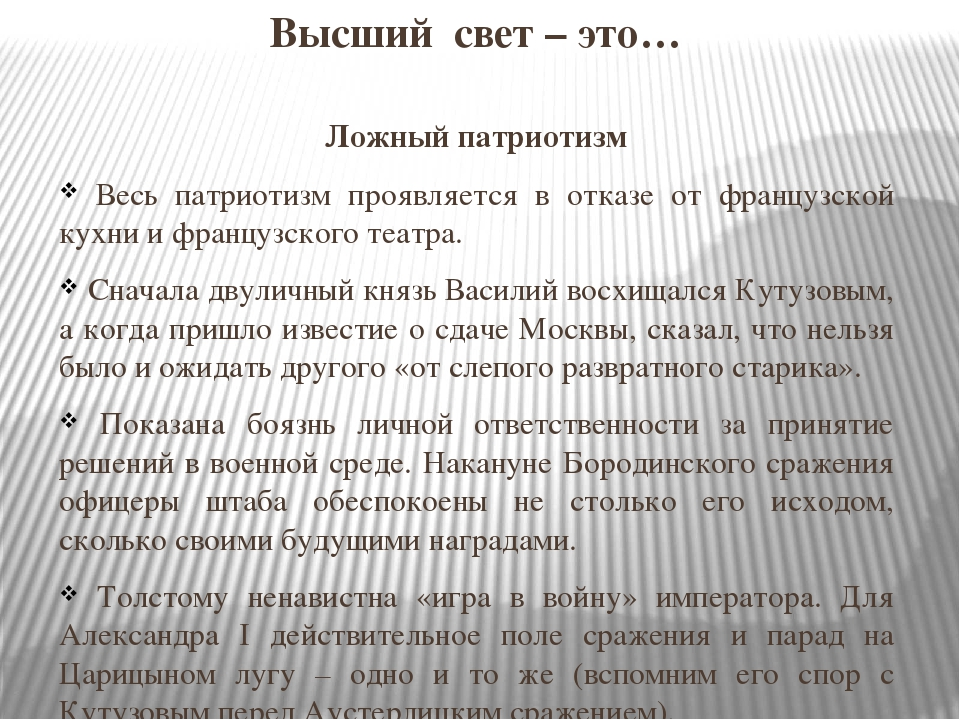 Высший свет – это…
Ложный патриотизм
❖ Весь патриотизм проявляется в отказе от французской
кухни и французского театра.
❖ Сначала двуличный князь Василий восхищался Кутузовым,
а когда пришло известие о сдаче Москвы, сказал, что нельзя
было и ожидать другого «от слепого развратного старика».
❖ Показана боязнь личной ответственности за принятие
решений в военной среде. Накануне Бородинского сражения
офицеры штаба обеспокоены не столько его исходом,
сколько своими будущими наградами.
❖ Толстому ненавистна «игра в войну» императора. Для
Александра I действительное поле сражения и парад на
Царицыном лугу – одно и то же (вспомним его спор с
Кутузовым перед Аустерлицким сражением).